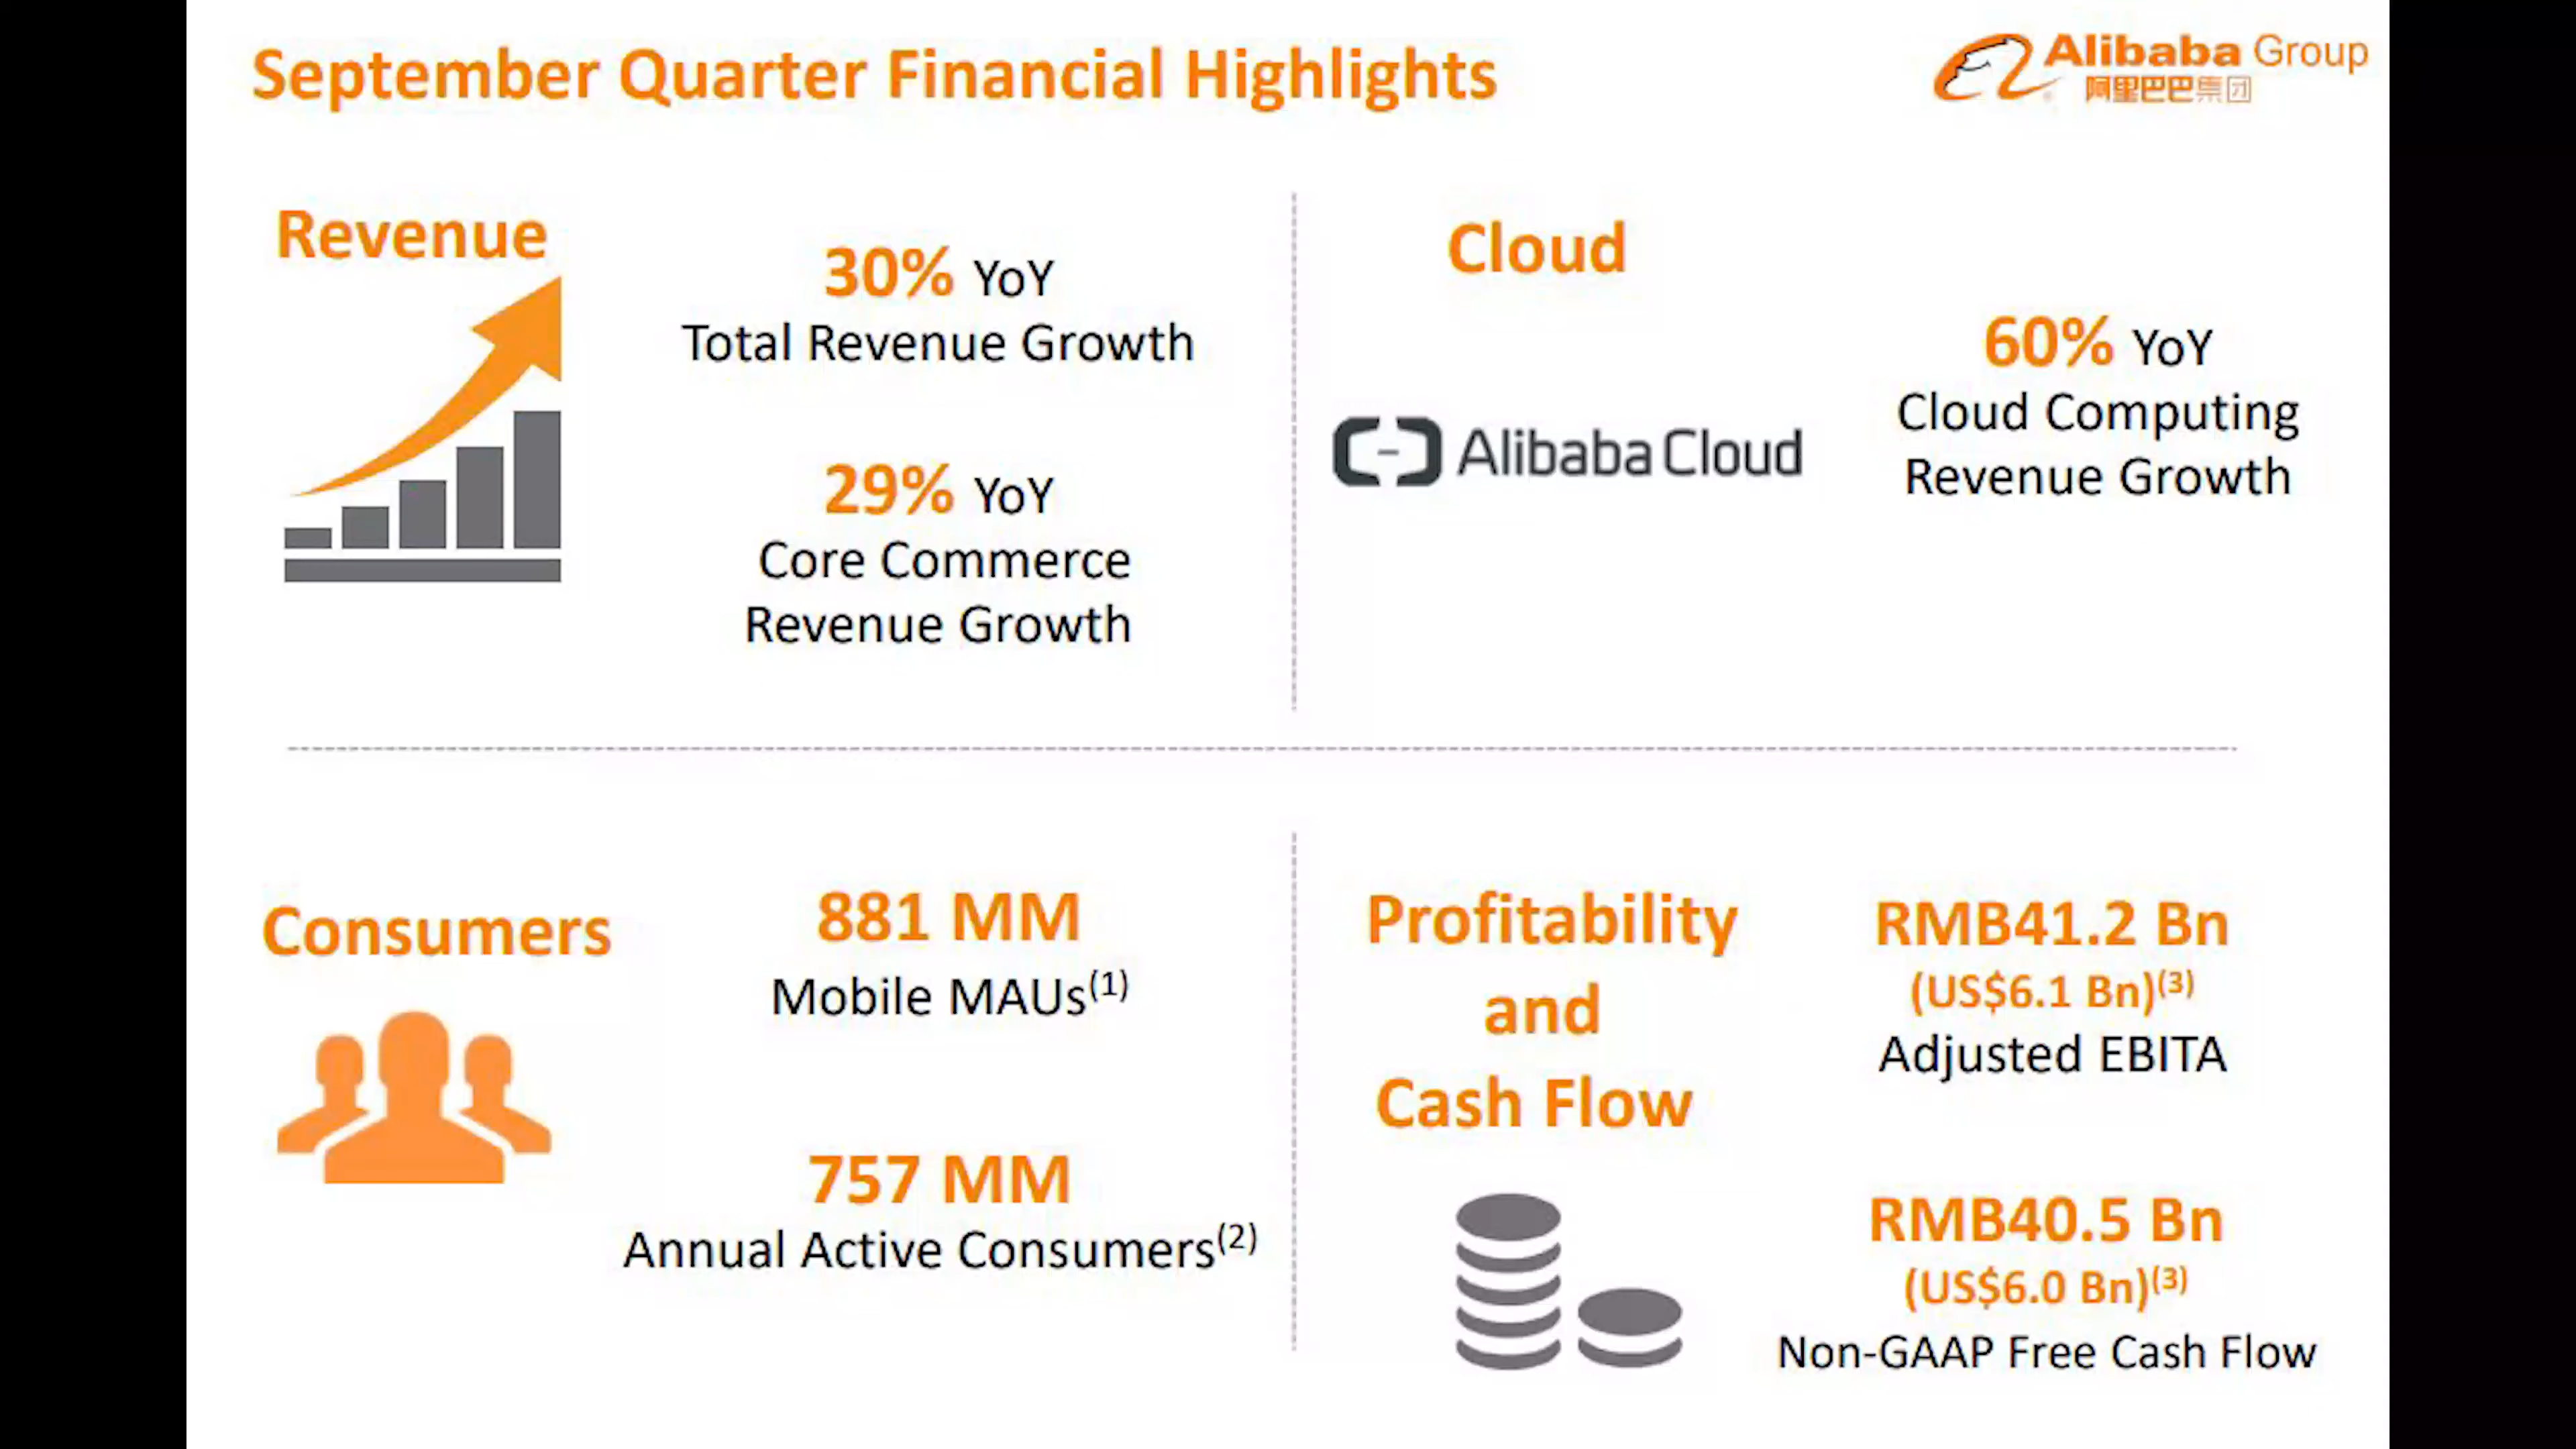 September Quarter Financial Highlights
Alibaba Group
阿里巴巴集团
Revenue
30% YoY
Total Revenue Growth
29% YoY
Core Commerce
Revenue Growth
Cloud
Alibaba Cloud
60% YoY
Cloud Computing
Revenue Growth
Consumers
881 MM
Mobile MAUs(1)
757 MM
Annual Active Consumers(2)
Profitability
and
Cash Flow
RMB41.2 Bn
(US$6.1 Bn)(3)
Adjusted EBITA
RMB40.5 Bn
(US$6.0 Bn)(3)
Non-GAAP Free Cash Flow